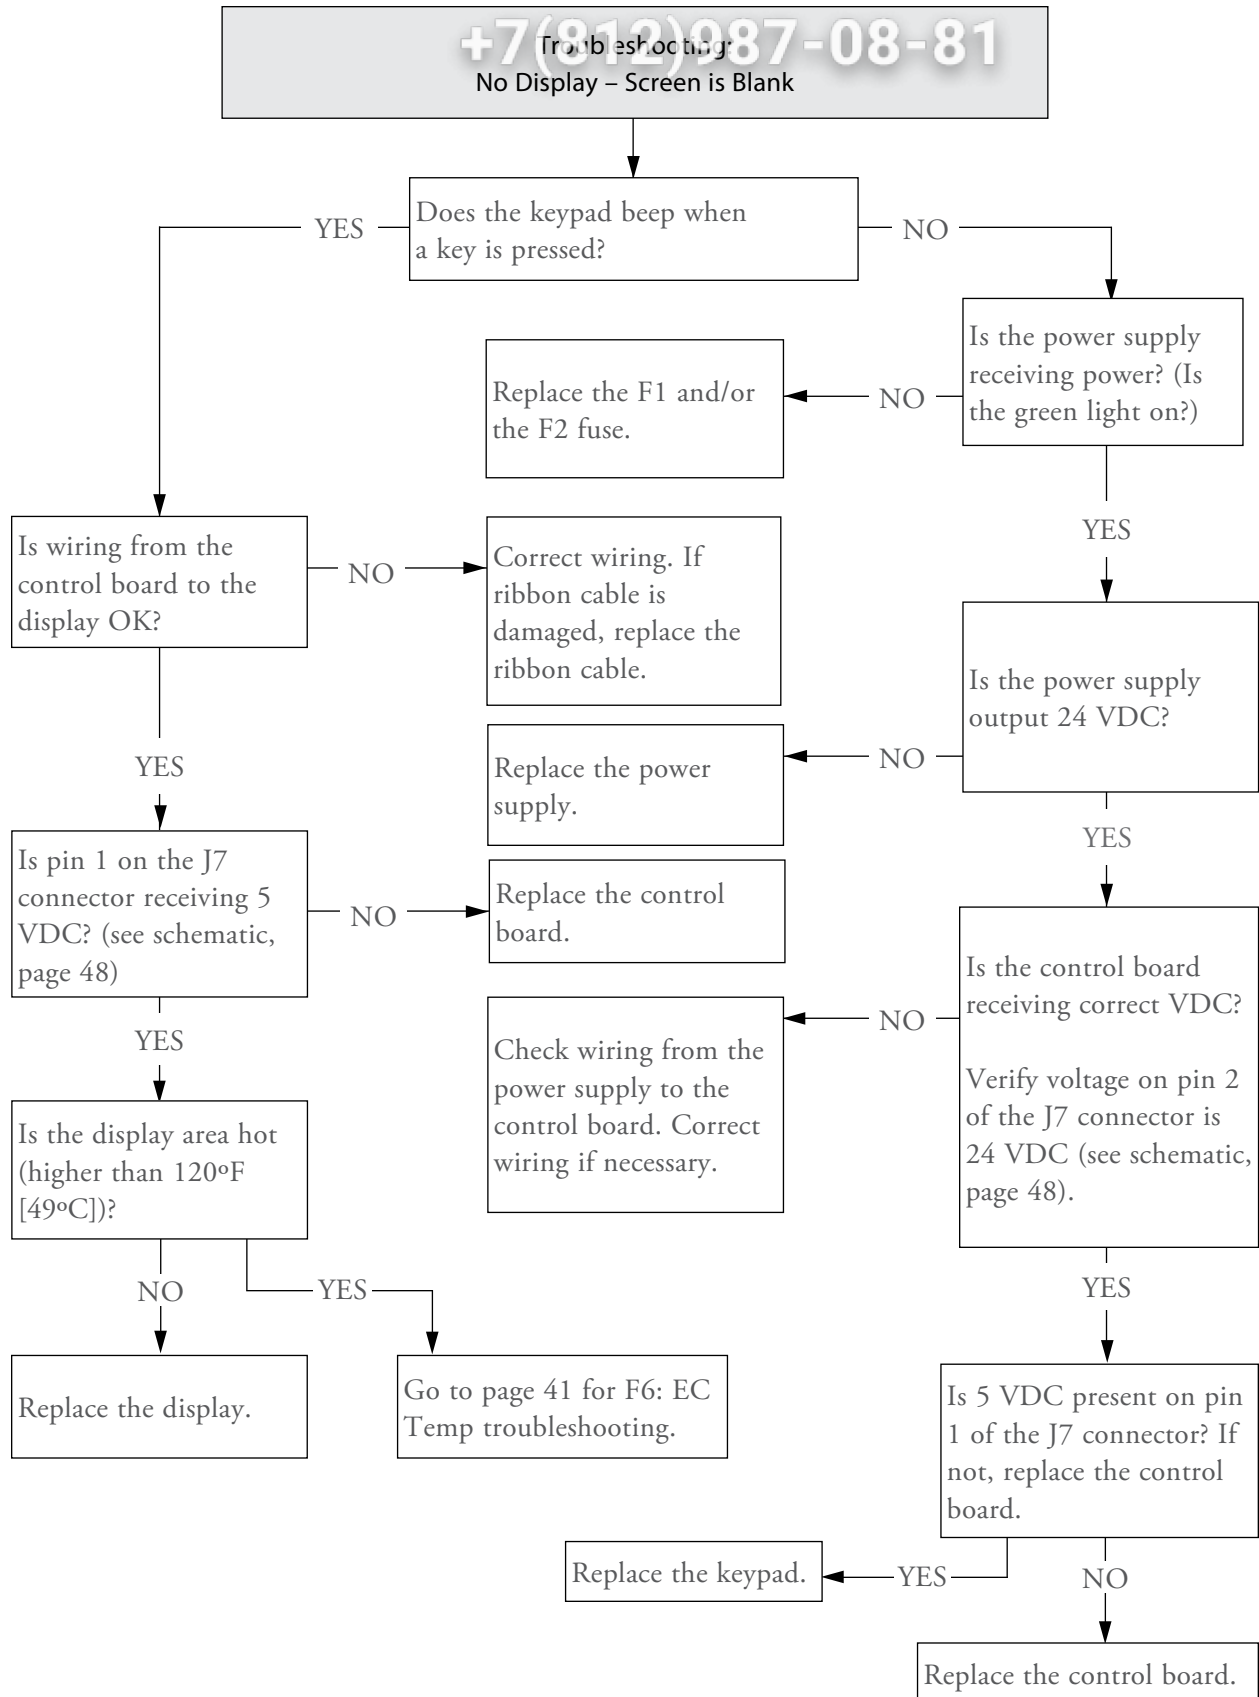 +7(812)987-08-81
Troubleshooting:
No Display – Screen is Blank
Does the keypad beep when
a key is pressed?
YES
NO
Is the power supply
receiving power? (Is
the green light on?)
NO
Replace the F1 and/or
the F2 fuse.
YES
Is wiring from the
control board to the
display OK?
NO
Correct wiring. If
ribbon cable is
damaged, replace the
ribbon cable.
Is the power supply
output 24 VDC?
NO
Replace the power
supply.
YES
YES
Is pin 1 on the J7
connector receiving 5
VDC? (see schematic,
page 48)
NO
Replace the control
board.
Is the control board
receiving correct VDC?
Verify voltage on pin 2
of the J7 connector is
24 VDC (see schematic,
page 48).
NO
Check wiring from the
power supply to the
control board. Correct
wiring if necessary.
YES
Is the display area hot
(higher than 120ºF
[49ºC])?
NO
YES
YES
Replace the display.
Go to page 41 for F6: EC
Temp troubleshooting.
Is 5 VDC present on pin
1 of the J7 connector? If
not, replace the control
board.
Replace the keypad.
YES
NO
Replace the control board.